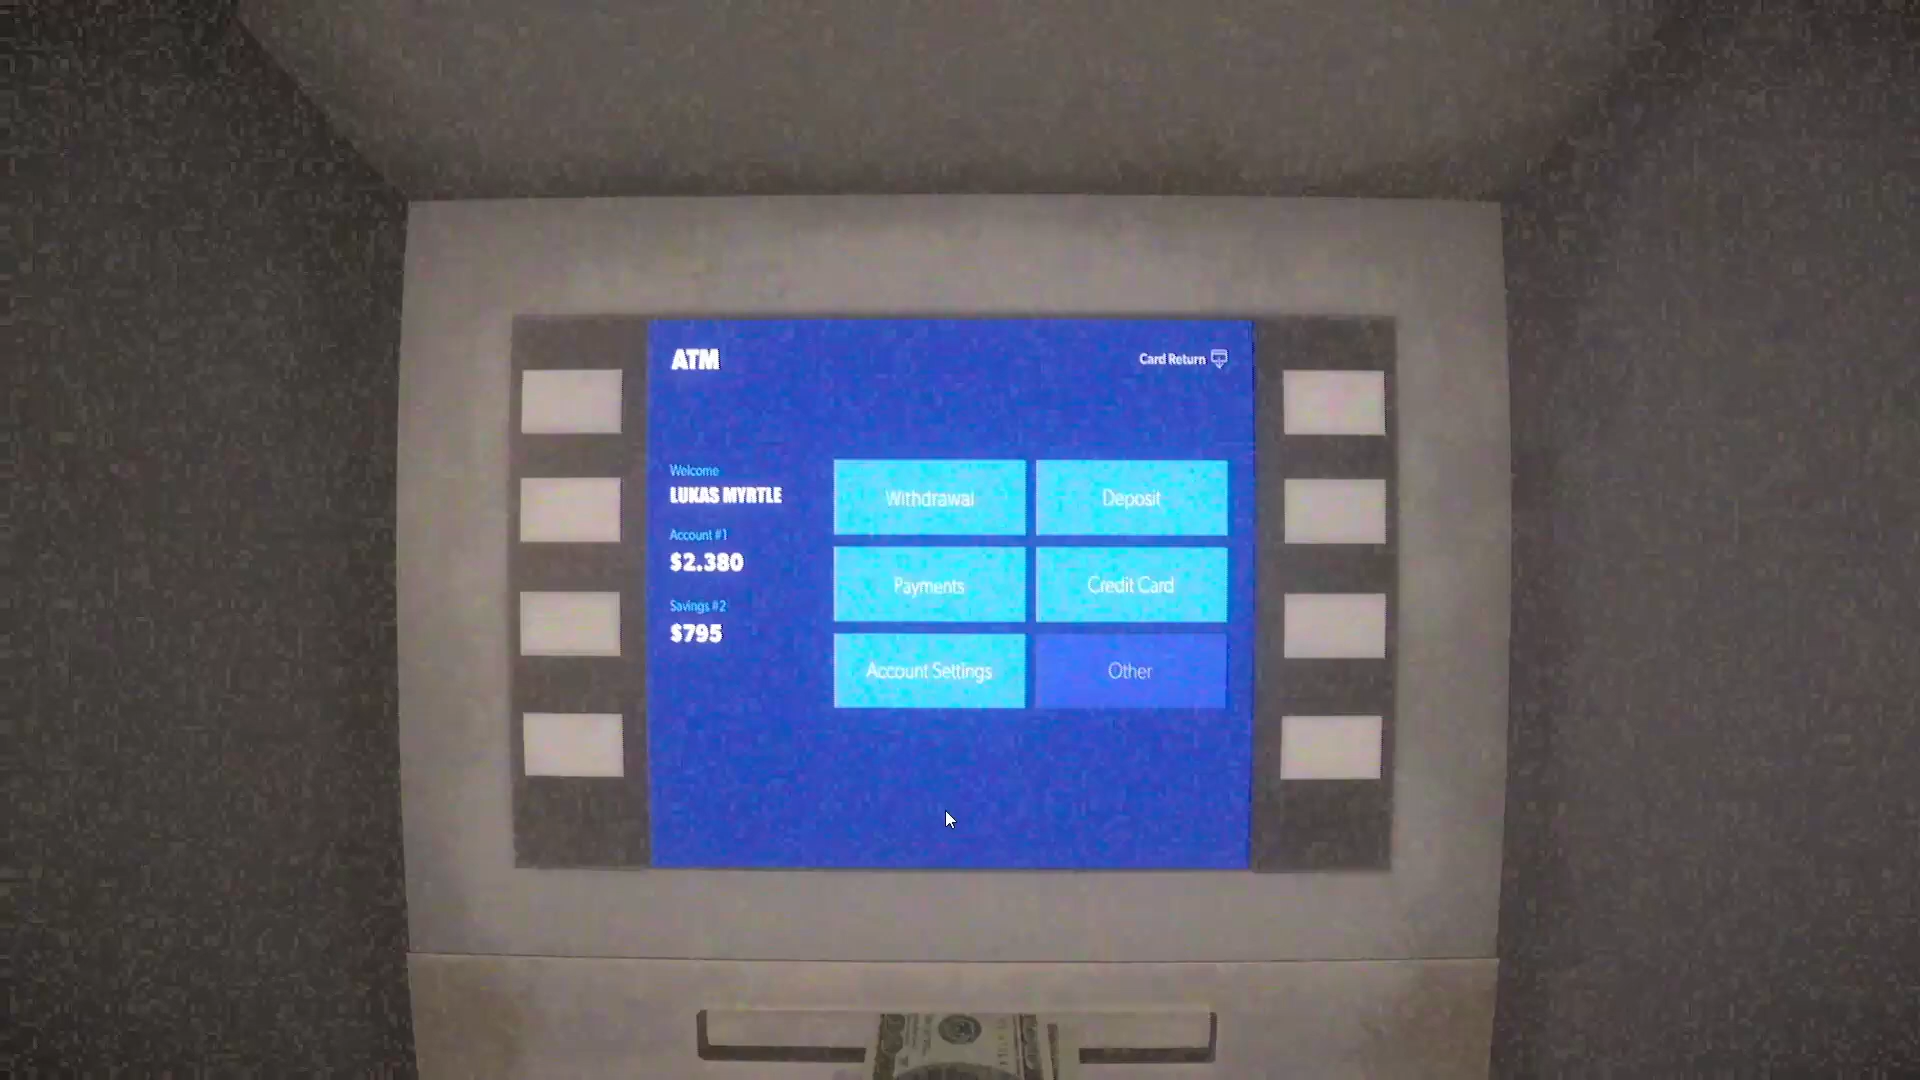 ATM
Card Return
Welcome
LUKAS MYRTLE
Account #1
$2.380
Savings #2
$795
Withdrawal
Deposit
Payments
Credit Card
Account Settings
Other